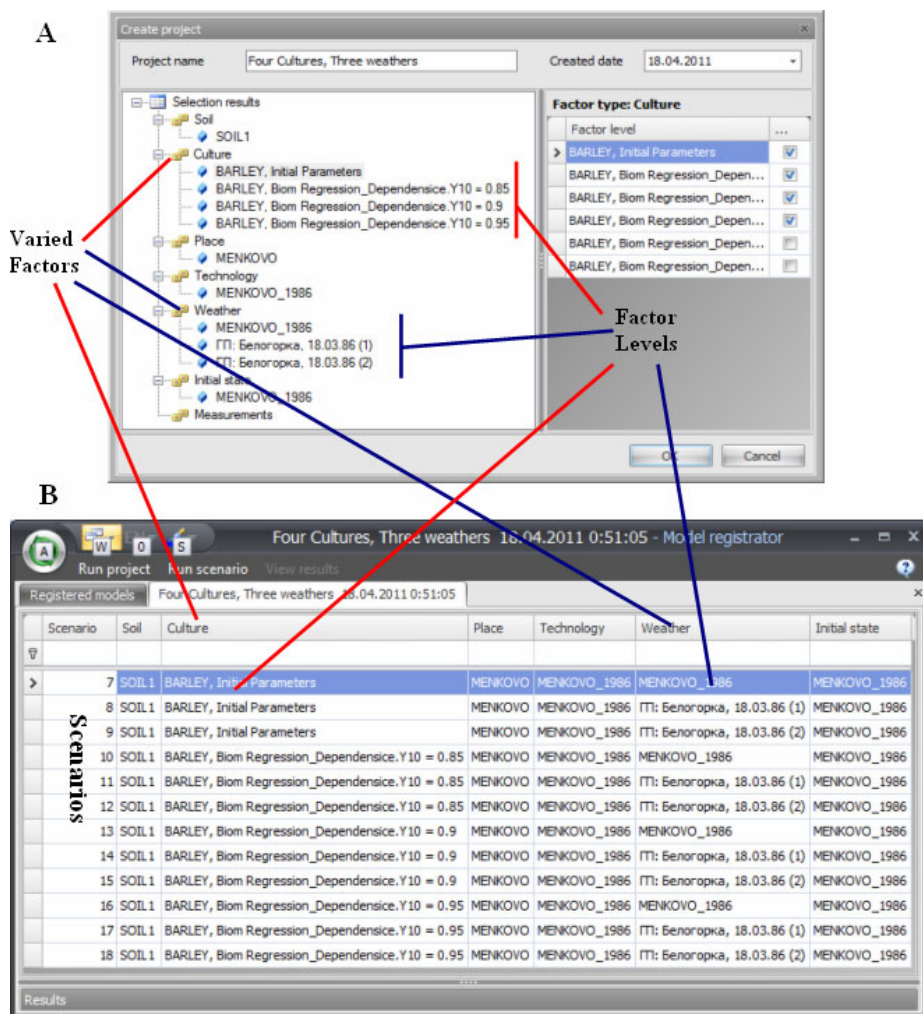 A
Create project
Project name Four Cultures, Three weathers Created date 18.04.2011
Selection results
Soil
SOIL1
Culture
BARLEY, Initial Parameters
BARLEY, Biom Regression_Dependensice.Y10 = 0.85
BARLEY, Biom Regression_Dependensice.Y10 = 0.9
BARLEY, Biom Regression_Dependensice.Y10 = 0.95
Place
MENKOVO
Technology
MENKOVO_1986
Weather
MENKOVO_1986
ГП: Белогорка, 18.03.86 (1)
ГП: Белогорка, 18.03.86 (2)
Initial state
MENKOVO_1986
Measurements
Factor type: Culture
Factor level ...
BARLEY, Initial Parameters
BARLEY, Biom Regression_Depen...
BARLEY, Biom Regression_Depen...
BARLEY, Biom Regression_Depen...
BARLEY, Biom Regression_Depen...
BARLEY, Biom Regression_Depen...
Varied
Factors
Factor
Levels
OK Cancel
B
A W 0 S
Four Cultures, Three weathers 18.04.2011 0:51:05 - Model registrator
Run project Run scenario View results
Registered models Four Cultures, Three weathers 18.04.2011 0:51:05
Scenario Soil Culture Place Technology Weather Initial state
7 SOIL1 BARLEY, Initial Parameters MENKOVO MENKOVO_1986 MENKOVO_1986 MENKOVO_1986
8 SOIL1 BARLEY, Initial Parameters MENKOVO MENKOVO_1986 ГП: Белогорка, 18.03.86 (1) MENKOVO_1986
9 SOIL1 BARLEY, Initial Parameters MENKOVO MENKOVO_1986 ГП: Белогорка, 18.03.86 (2) MENKOVO_1986
10 SOIL1 BARLEY, Biom Regression_Dependensice.Y10 = 0.85 MENKOVO MENKOVO_1986 MENKOVO_1986 MENKOVO_1986
11 SOIL1 BARLEY, Biom Regression_Dependensice.Y10 = 0.85 MENKOVO MENKOVO_1986 ГП: Белогорка, 18.03.86 (1) MENKOVO_1986
12 SOIL1 BARLEY, Biom Regression_Dependensice.Y10 = 0.85 MENKOVO MENKOVO_1986 ГП: Белогорка, 18.03.86 (2) MENKOVO_1986
13 SOIL1 BARLEY, Biom Regression_Dependensice.Y10 = 0.9 MENKOVO MENKOVO_1986 MENKOVO_1986 MENKOVO_1986
14 SOIL1 BARLEY, Biom Regression_Dependensice.Y10 = 0.9 MENKOVO MENKOVO_1986 ГП: Белогорка, 18.03.86 (1) MENKOVO_1986
15 SOIL1 BARLEY, Biom Regression_Dependensice.Y10 = 0.9 MENKOVO MENKOVO_1986 ГП: Белогорка, 18.03.86 (2) MENKOVO_1986
16 SOIL1 BARLEY, Biom Regression_Dependensice.Y10 = 0.95 MENKOVO MENKOVO_1986 MENKOVO_1986 MENKOVO_1986
17 SOIL1 BARLEY, Biom Regression_Dependensice.Y10 = 0.95 MENKOVO MENKOVO_1986 ГП: Белогорка, 18.03.86 (1) MENKOVO_1986
18 SOIL1 BARLEY, Biom Regression_Dependensice.Y10 = 0.95 MENKOVO MENKOVO_1986 ГП: Белогорка, 18.03.86 (2) MENKOVO_1986
Scenarios
Results